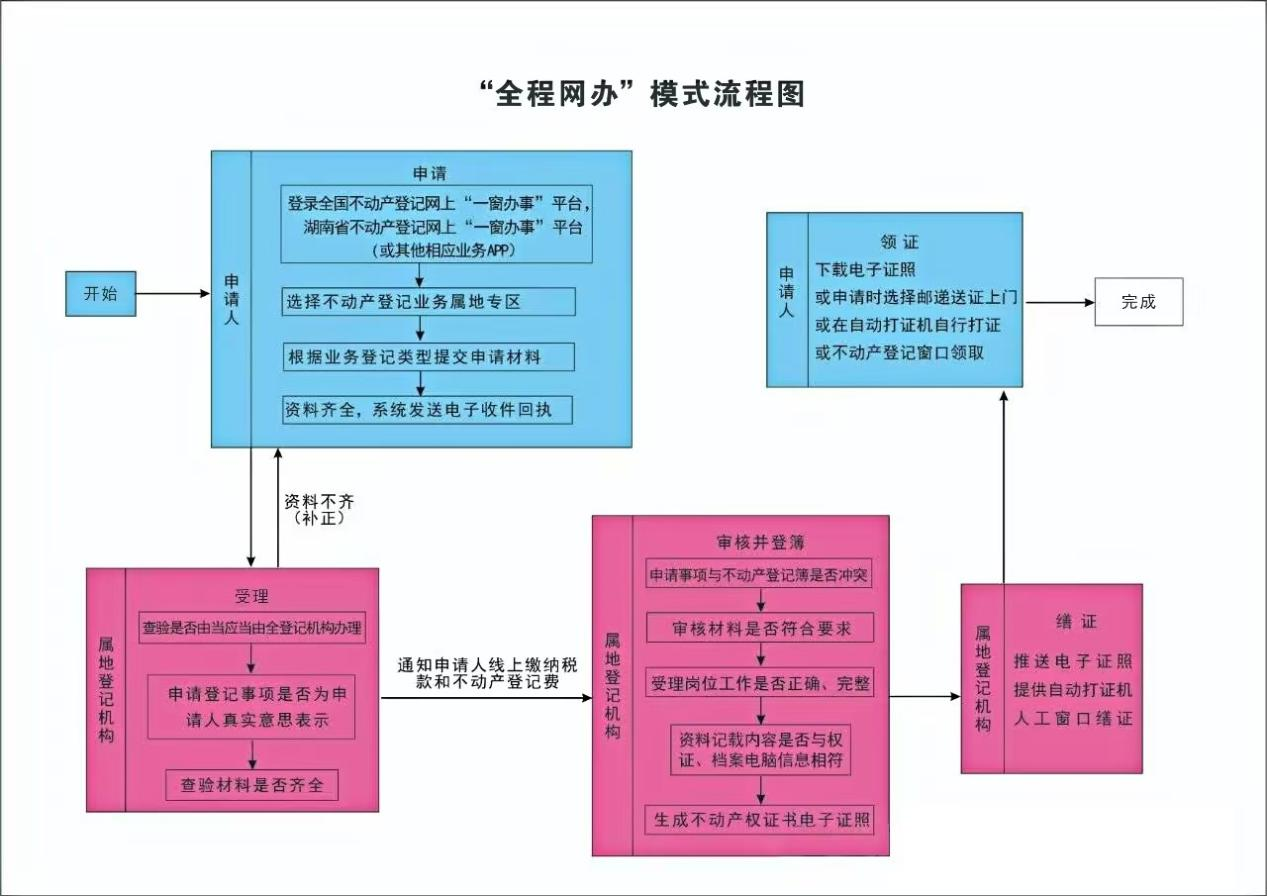 “全程网办”模式流程图
开始
申请人
申请
登录全国不动产登记网上“一窗办事”平台，
湖南省不动产登记网上“一窗办事”平台
（或其他相应业务APP）
选择不动产登记业务属地专区
根据业务登记类型提交申请材料
资料齐全，系统发送电子收件回执
资料不齐
（补正）
属地登记机构
受理
查验是否由当应当由全登记机构办理
申请登记事项是否为申
请人真实意思表示
查验材料是否齐全
通知申请人线上缴纳税
款和不动产登记费
属地登记机构
审核并登簿
申请事项与不动产登记簿是否冲突
审核材料是否符合要求
受理岗位工作是否正确、完整
资料记载内容是否与权
证、档案电脑信息相符
生成不动产权证书电子证照
属地登记机构
缮证
推送电子证照
提供自动打证机
人工窗口缮证
申请人
领证
下载电子证照
或申请时选择邮递送证上门
或在自动打证机自行打证
或不动产登记窗口领取
完成